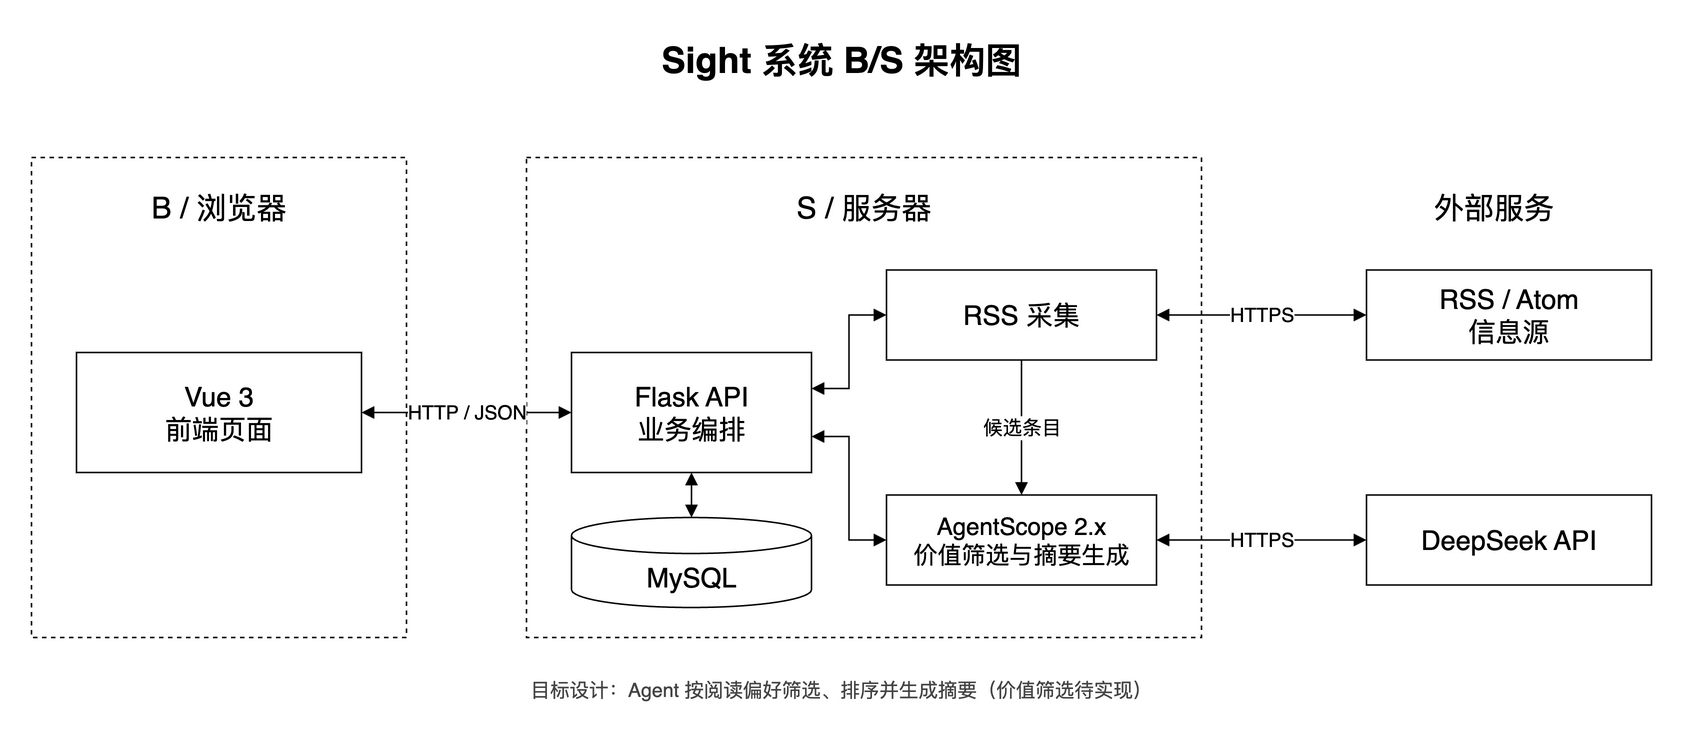 Sight 系统 B/S 架构图
B / 浏览器
S / 服务器
外部服务
Vue 3
前端页面
HTTP / JSON
Flask API
业务编排
MySQL
RSS 采集
候选条目
AgentScope 2.x
价值筛选与摘要生成
HTTPS
RSS / Atom
信息源
HTTPS
DeepSeek API
目标设计：Agent 按阅读偏好筛选、排序并生成摘要（价值筛选待实现）